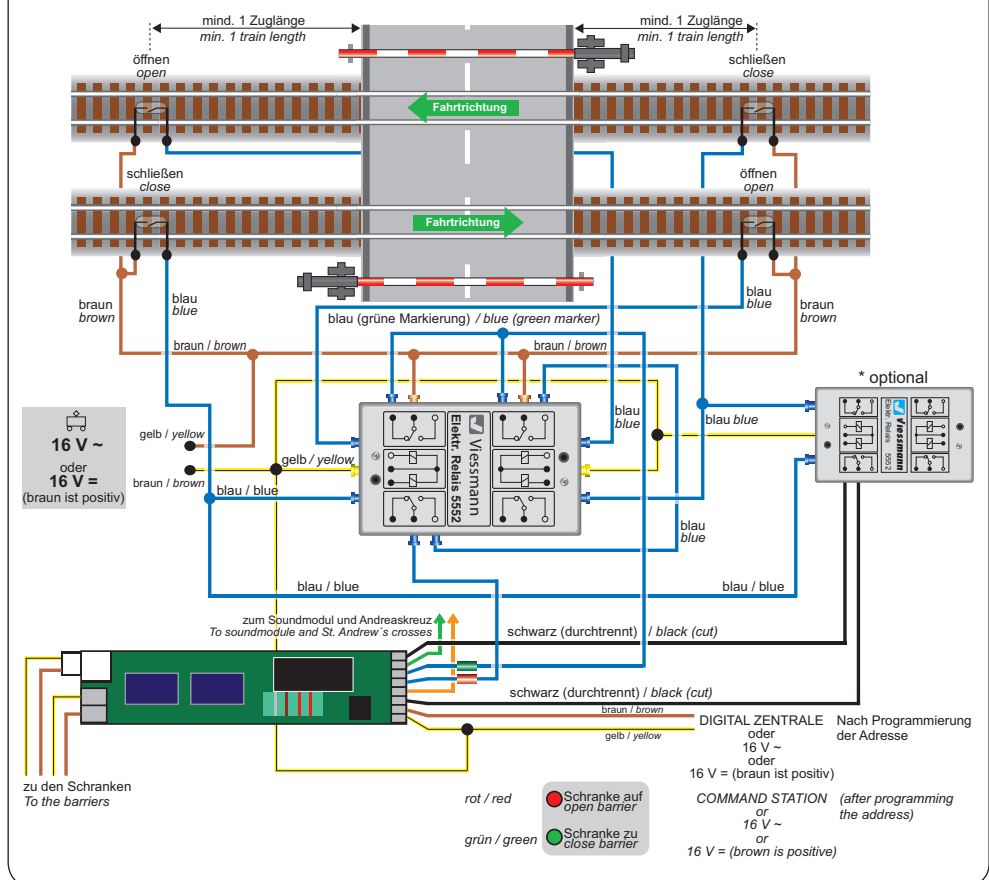 mind. 1 Zuglänge
min. 1 train length
mind. 1 Zuglänge
min. 1 train length
öffnen
open
schließen
close
Fahrtrichtung
schließen
close
öffnen
open
Fahrtrichtung
braun
brown
blau
blue
blau (grüne Markierung) / blue (green marker)
blau
blue
braun
brown
braun / brown
braun / brown
* optional
16 V ~
oder
16 V =
(braun ist positiv)
gelb / yellow
braun / brown
gelb / yellow
blau / blue
Viessmann
Elektr. Relais 5552
blau
blue
blau blue
Viessmann
Elektr. Relais 5552
blau
blue
blau / blue
blau / blue
zum Soundmodul und Andreaskreuz
To soundmodule and St. Andrew´s crosses
schwarz (durchtrennt) / black (cut)
schwarz (durchtrennt) / black (cut)
braun / brown
gelb / yellow
DIGITAL ZENTRALE
oder
16 V ~
oder
16 V = (braun ist positiv)
Nach Programmierung
der Adresse
zu den Schranken
To the barriers
rot / red
Schranke auf
open barrier
grün / green
Schranke zu
close barrier
COMMAND STATION
or
16 V ~
or
16 V = (brown is positive)
(after programming
the address)